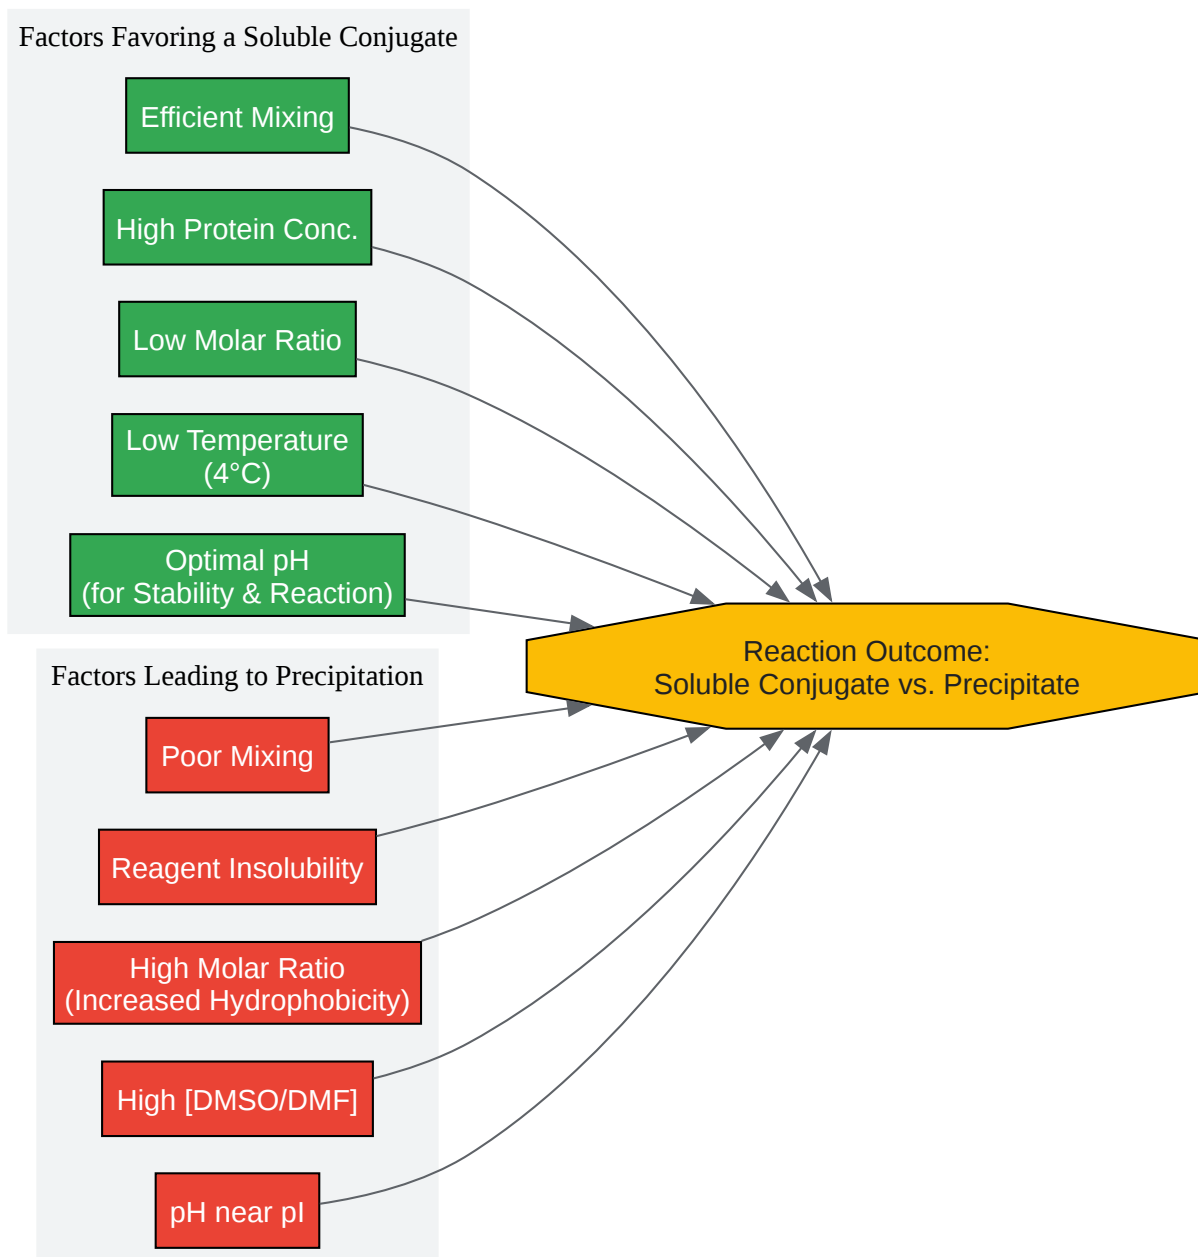 Factors Favoring a Soluble Conjugate
Efficient Mixing
High Protein Conc.
Low Molar Ratio
Low Temperature
(4°C)
Optimal pH
(for Stability & Reaction)
Reaction Outcome:
Soluble Conjugate vs. Precipitate
Factors Leading to Precipitation
Poor Mixing
Reagent Insolubility
High Molar Ratio
(Increased Hydrophobicity)
High [DMSO/DMF]
pH near pI